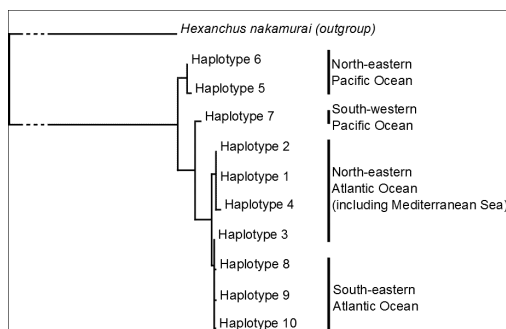 Hexanchus nakamurai (outgroup)
Haplotype 6
Haplotype 5
North-eastern
Pacific Ocean
Haplotype 7
South-western
Pacific Ocean
Haplotype 2
Haplotype 1
Haplotype 4
Haplotype 3
North-eastern
Atlantic Ocean
(including Mediterranean Sea)
Haplotype 8
Haplotype 9
Haplotype 10
South-eastern
Atlantic Ocean